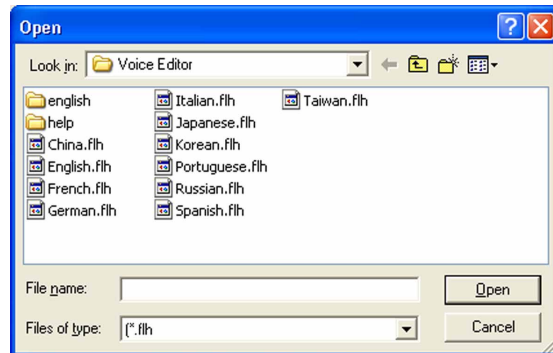 Open
Look in: Voice Editor
english
help
China.flh
English.flh
French.flh
German.flh
Italian.flh
Japanese.flh
Korean.flh
Portuguese.flh
Russian.flh
Spanish.flh
Taiwan.flh
File name:
Open
Files of type: (*.flh
Cancel